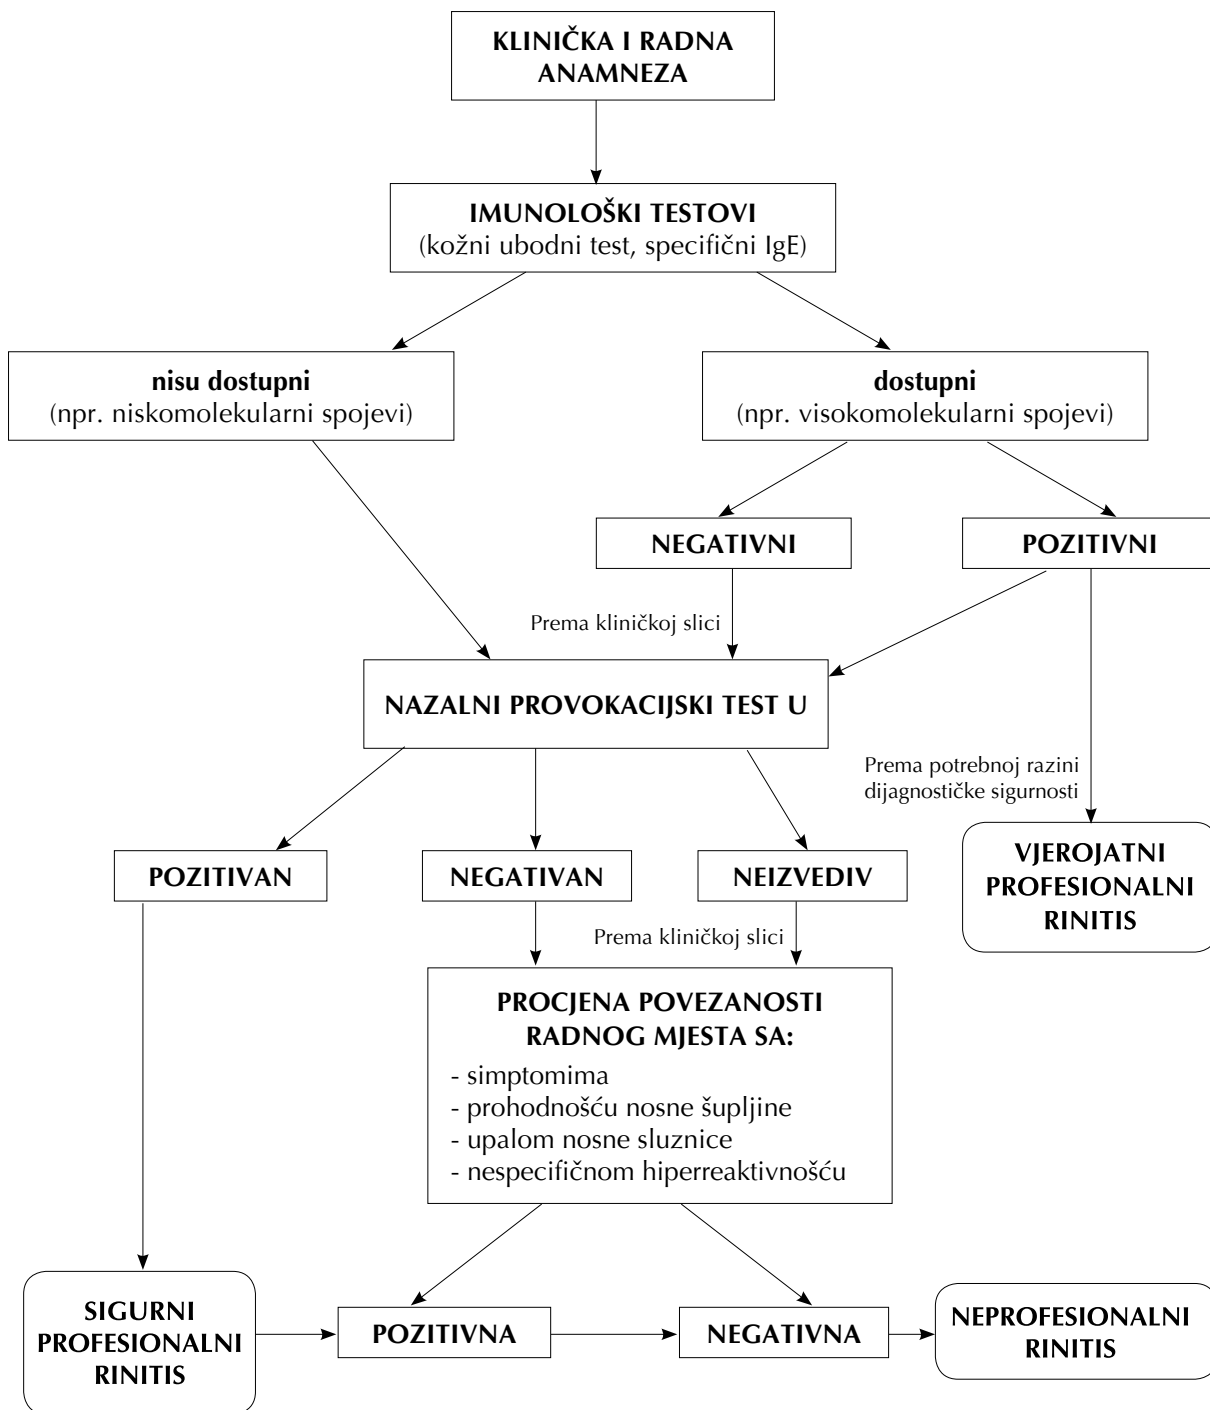 KLINIČKA I RADNA
ANAMNEZA
IMUNOLOŠKI TESTOVI
(kožni ubodni test, specifični IgE)
nisu dostupni
(npr. niskomolekularni spojevi)
dostupni
(npr. visokomolekularni spojevi)
NEGATIVNI
POZITIVNI
Prema kliničkoj slici
NAZALNI PROVOKACIJSKI TEST U
Prema potrebnoj razini
dijagnostičke sigurnosti
POZITIVAN
NEGATIVAN
NEIZVEDIV
VJEROJATNI
PROFESIONALNI
RINITIS
Prema kliničkoj slici
PROCJENA POVEZANOSTI
RADNOG MJESTA SA:
- simptomima
- prohodnošću nosne šupljine
- upalom nosne sluznice
- nespecifičnom hiperreaktivnošću
SIGURNI
PROFESIONALNI
RINITIS
POZITIVNA
NEGATIVNA
NEPROFESIONALNI
RINITIS